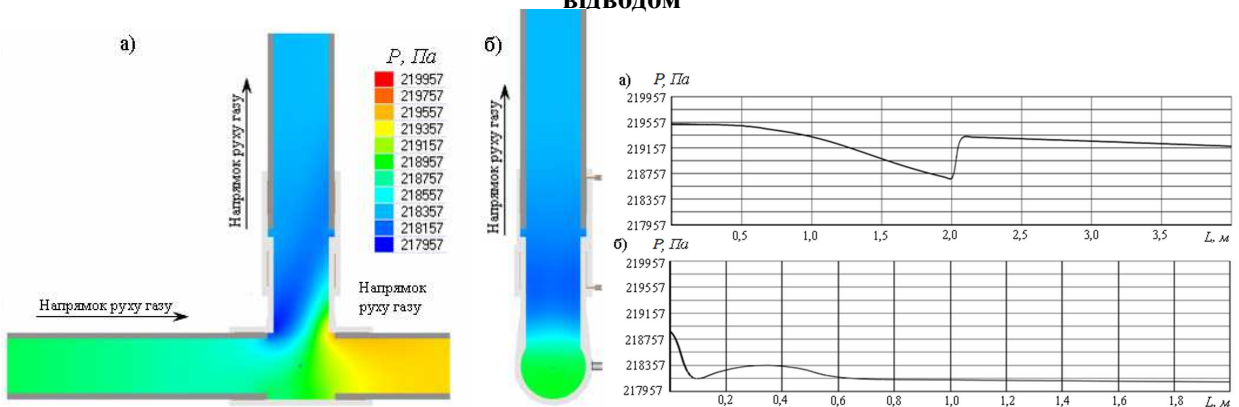 відводом
а)
Напрямок руху газу
P, Па
219957
219757
219557
219357
219157
218957
218757
218557
218357
218157
217957
Напрямок руху газу
Напрямок
руху газу
б)
Напрямок руху газу
а) P, Па
219957
219557
219157
218757
218357
217957
0,5 1,0 1,5 2,0 2,5 3,0 3,5 L, м
б) P, Па
219957
219557
219157
218757
218357
217957
0,2 0,4 0,6 0,8 1,0 1,2 1,4 1,6 1,8 L, м